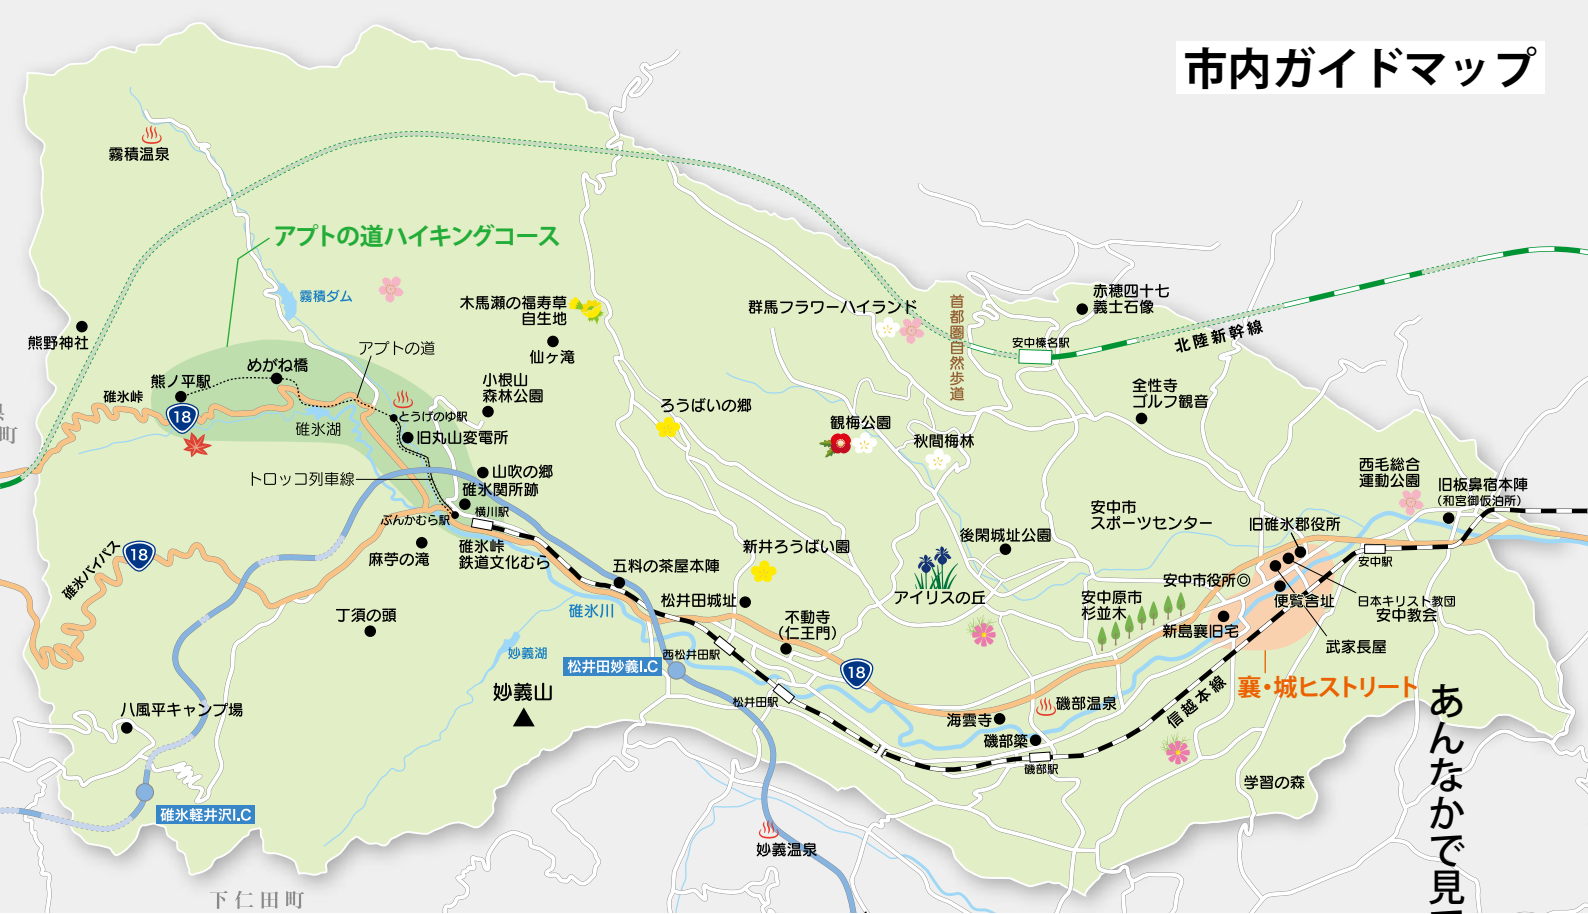 市内ガイドマップ
霧積温泉
アプトの道ハイキングコース
霧積ダム
木馬瀬の福寿草
自生地
群馬フラワーハイランド
首都圏自然歩道
赤穂四十七
義士石像
北陸新幹線
安中榛名駅
熊野神社
めがね橋
アプトの道
仙ヶ滝
熊ノ平駅
碓氷峠
18
小根山
森林公園
とうげのゆ駅
碓氷湖
旧丸山変電所
ろうばいの郷
観梅公園
秋間梅林
全性寺
ゴルフ観音
トロッコ列車線
山吹の郷
碓氷関所跡
横川駅
ぶんかむら駅
西毛総合
運動公園
旧板鼻宿本陣
(和宮御仮泊所)
安中市
スポーツセンター
旧碓氷郡役所
碓氷バイパス
18
麻苧の滝
碓氷峠
鉄道文化むら
新井ろうばい園
後閑城址公園
五料の茶屋本陣
安中駅
安中市役所◎
松井田城址
碓氷川
アイリスの丘
安中原市
杉並木
便覧舎址
日本キリスト教団
安中教会
丁須の頭
不動寺
(仁王門)
新島襄旧宅
武家長屋
妙義湖
松井田妙義I.C
西松井田駅
18
襄・城ヒストリート
妙義山
松井田駅
八風平キャンプ場
海雲寺
磯部温泉
信越本線
磯部簗
磯部駅
学習の森
碓氷軽井沢I.C
妙義温泉
下仁田町
町
あんなかで見